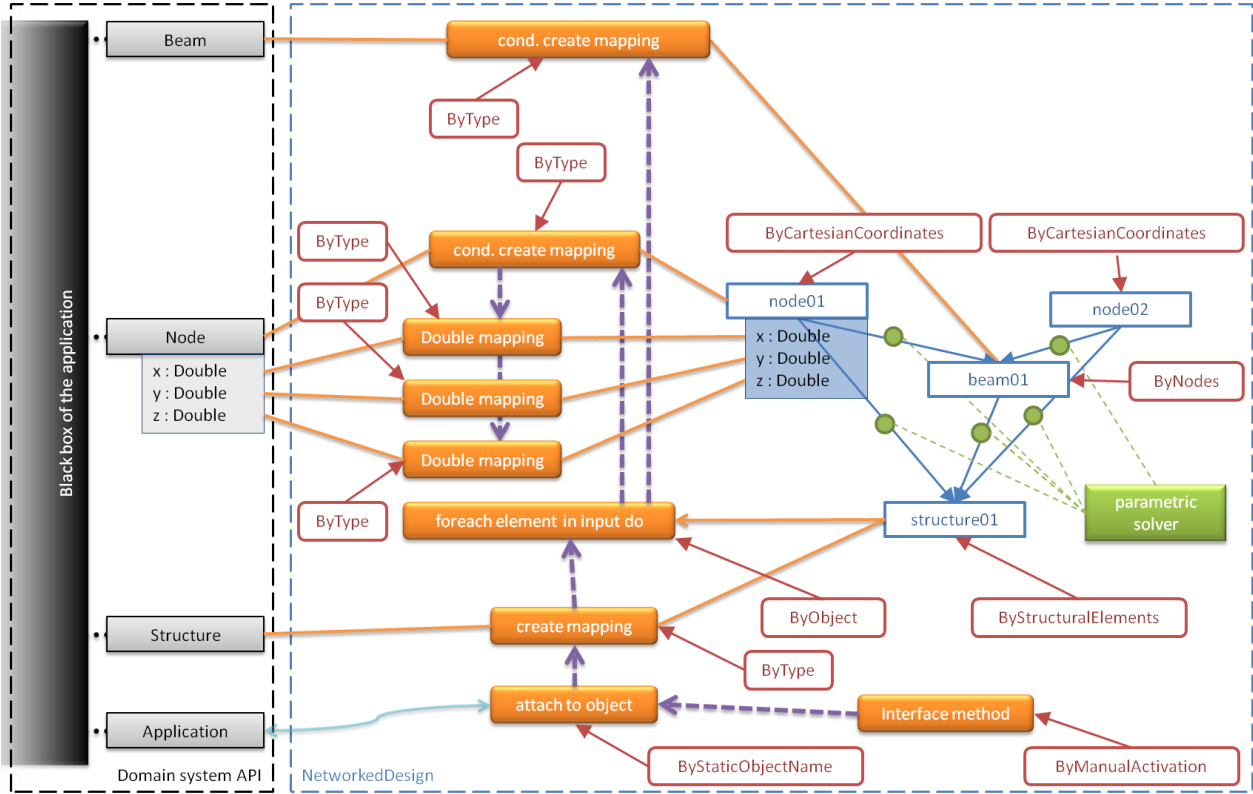 Beam
cond. create mapping
ByType
ByType
ByType
cond. create mapping
ByCartesianCoordinates
ByCartesianCoordinates
ByType
node01
node02
Node
Double mapping
x : Double
y : Double
z : Double
x : Double
y : Double
z : Double
Double mapping
beam01
ByNodes
Double mapping
Black box of the application
ByType
foreach element in input do
structure01
parametric
solver
ByObject
ByStructuralElements
Structure
create mapping
ByType
attach to object
Interface method
Application
ByStaticObjectName
ByManualActivation
Domain system API
NetworkedDesign